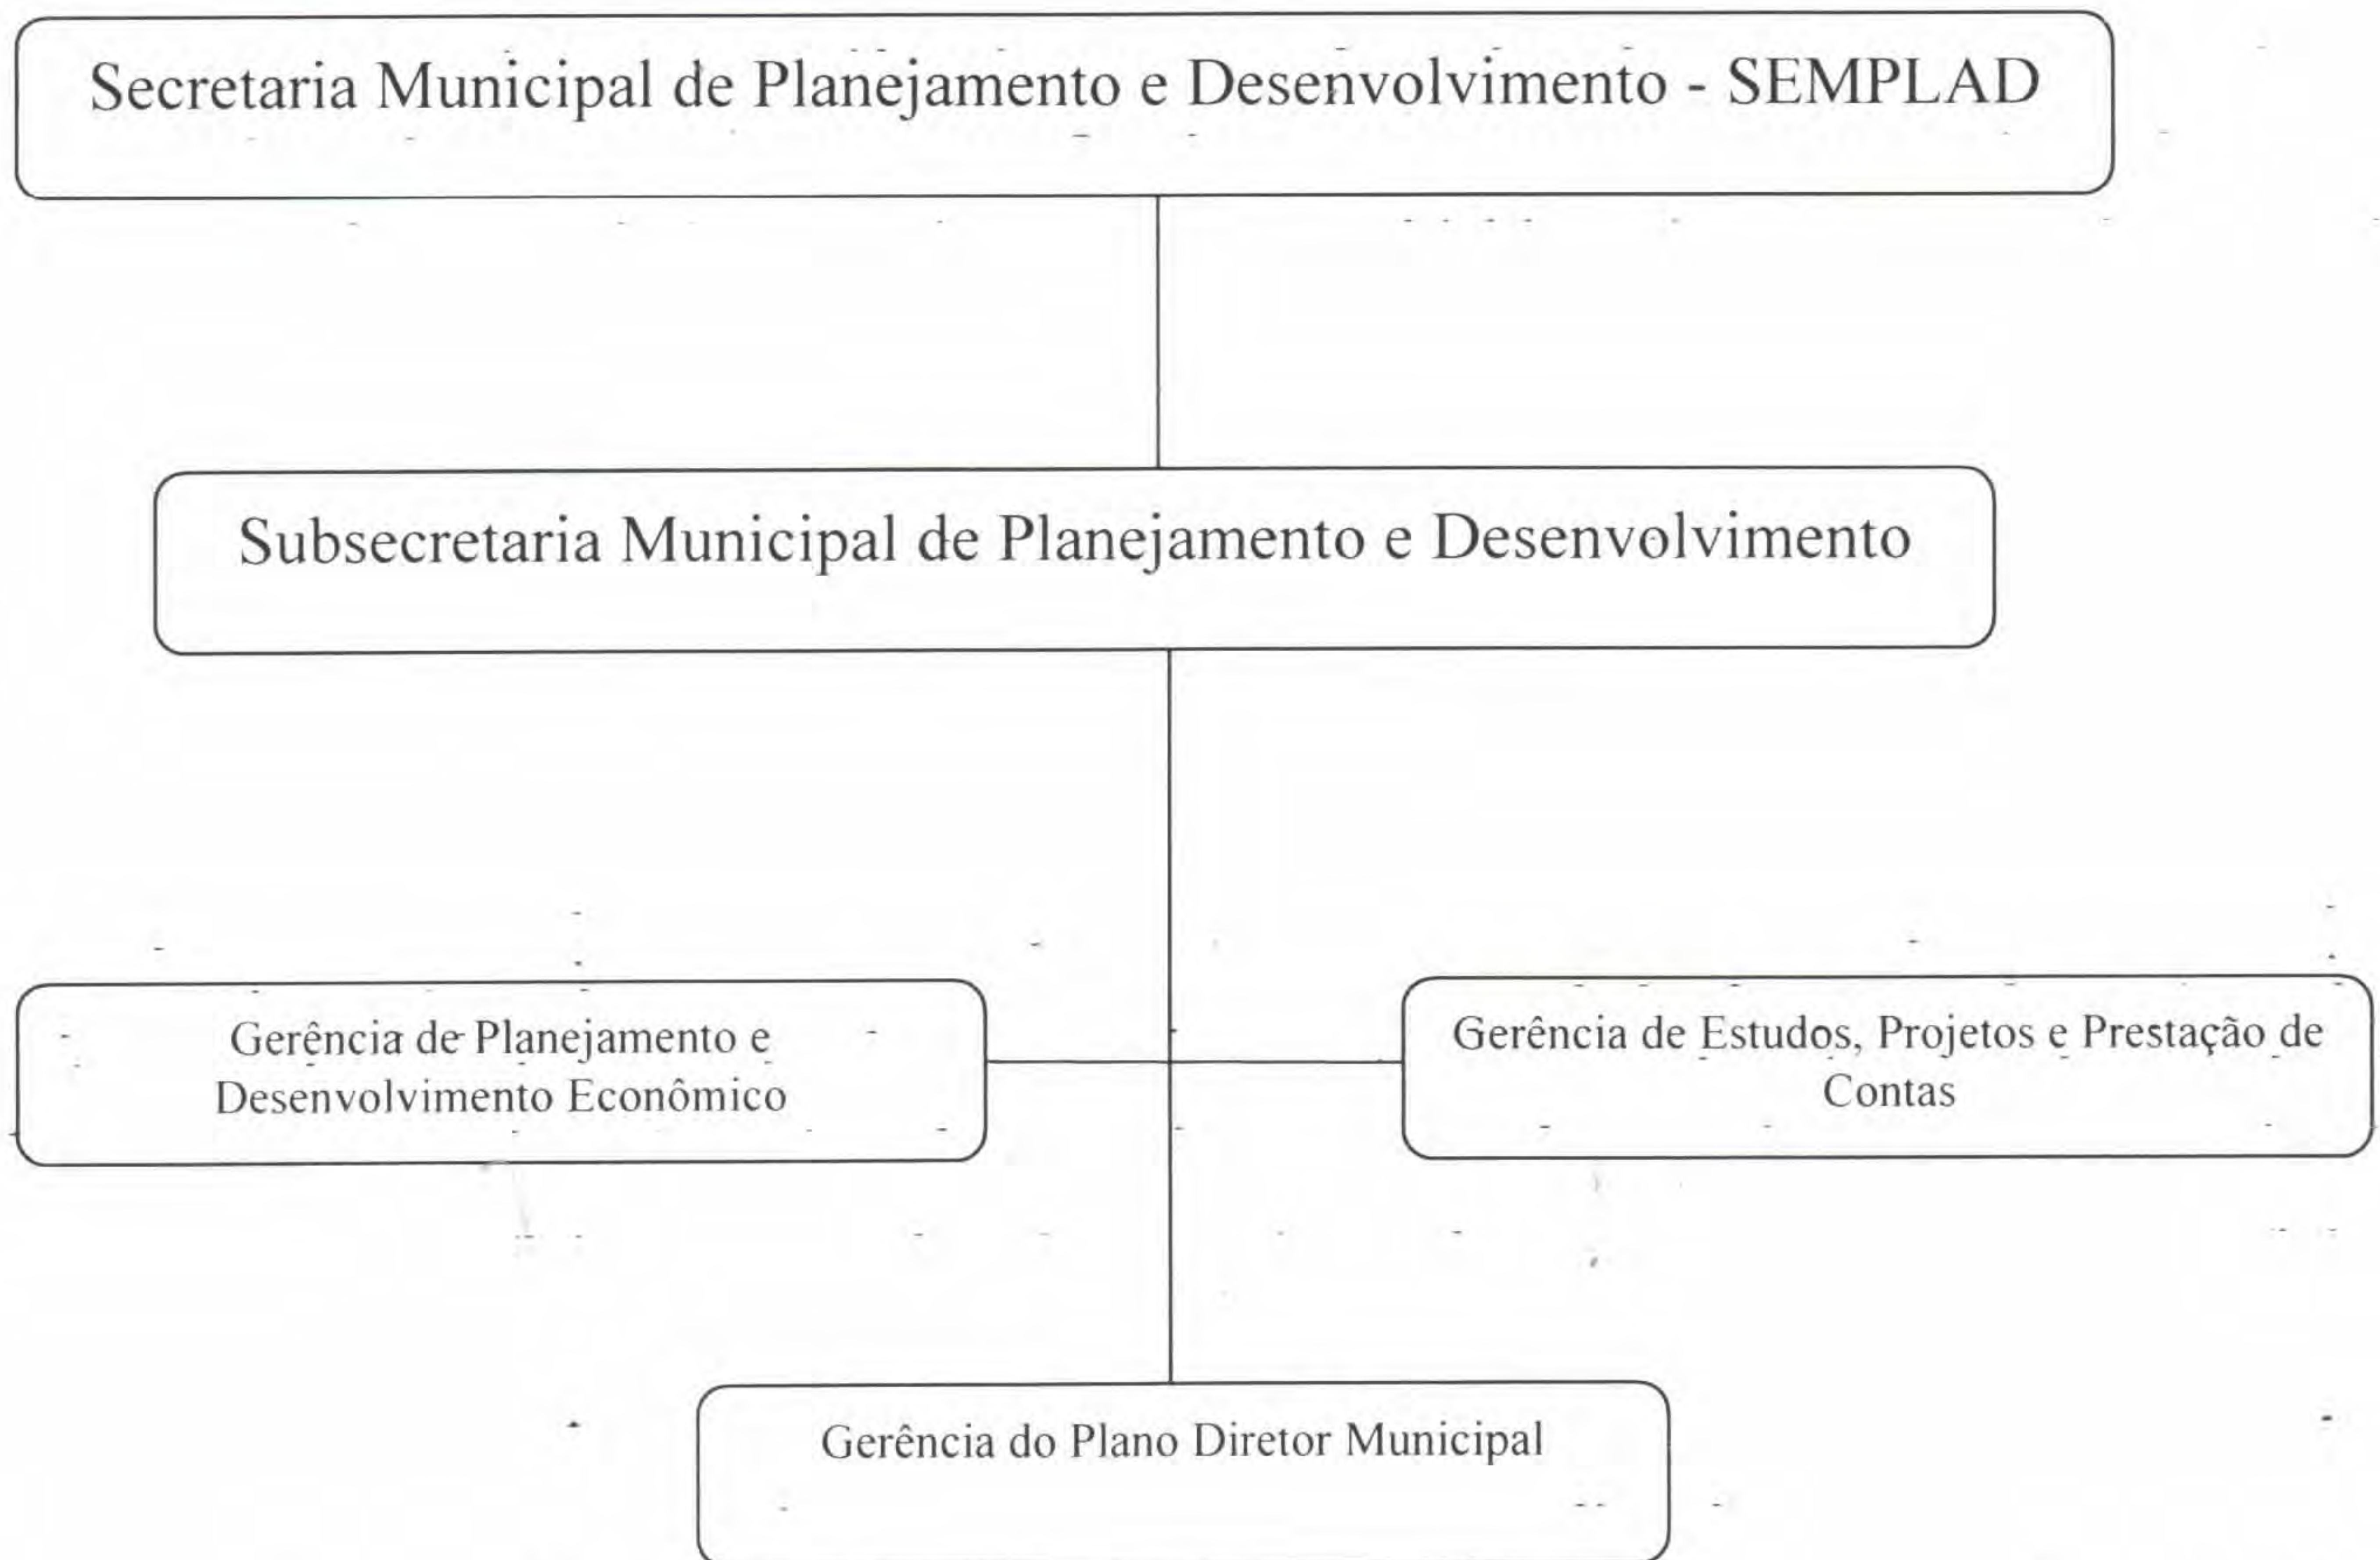 Secretaria Municipal de Planejamento e Desenvolvimento - SEMPLAD
Subsecretaria Municipal de Planejamento e Desenvolvimento
Gerência de Planejamento e
Desenvolvimento Econômico
Gerência de Estudos, Projetos e Prestação de
Contas
Gerência do Plano Diretor Municipal